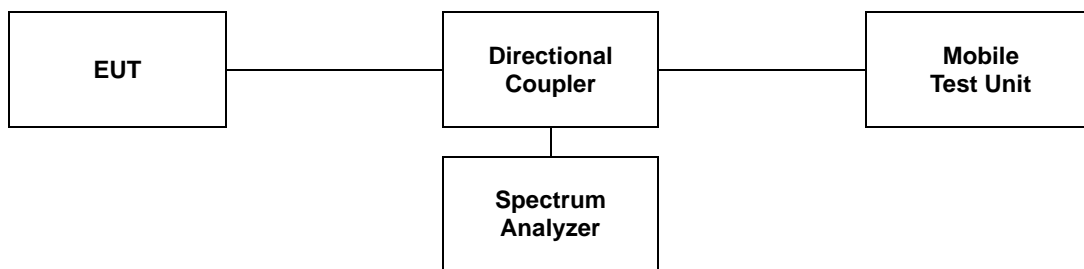 EUT
Directional
Coupler
Mobile
Test Unit
Spectrum
Analyzer